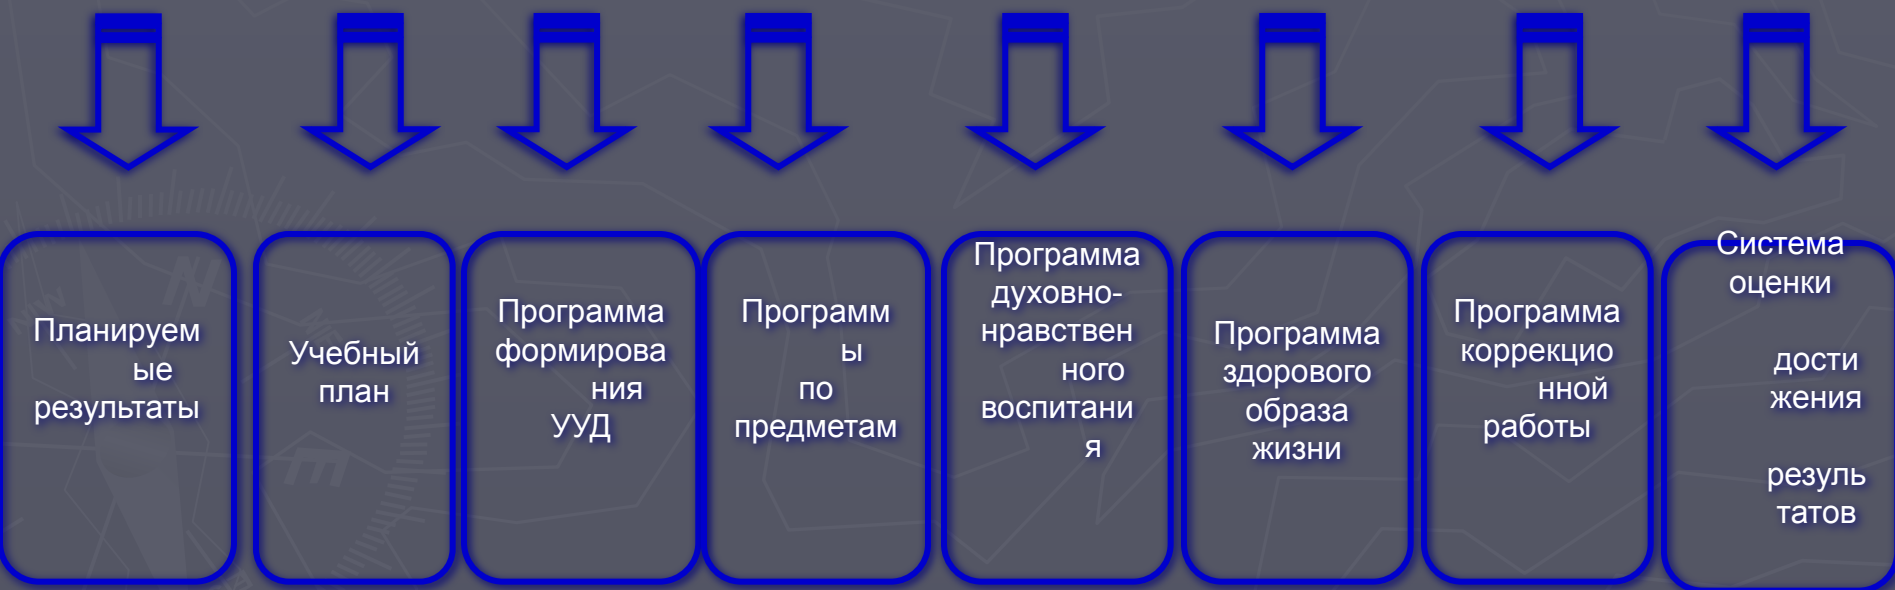 Планируем
ые
результаты
Учебный
план
Программа
формирова
ния
УУД
Программ
ы
по
предметам
Программа
духовно-
нравствен
ного
воспитани
я
Программа
здорового
образа
жизни
Программа
коррекцио
нной
работы
Система
оценки
дости
жения
резуль
татов
N
E